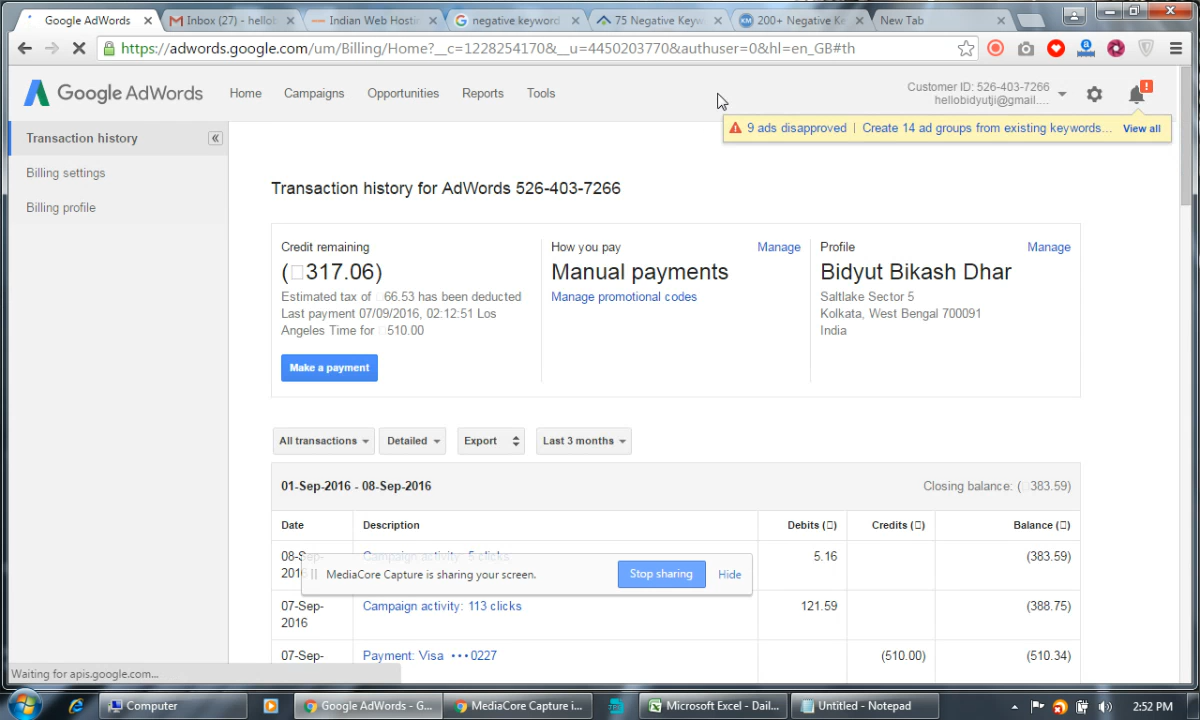 Google AdWords
Inbox (27) - hellob
Indian Web Hostin
negative keyword
75 Negative Keyw
200+ Negative Ke
New Tab
https://adwords.google.com/um/Billing/Home?__c=1228254170&__u=4450203770&authuser=0&hl=en_GB#th
Google AdWords
Home
Campaigns
Opportunities
Reports
Tools
Customer ID: 526-403-7266
hellobidyutji@gmail....
9 ads disapproved | Create 14 ad groups from existing keywords... View all
Transaction history
Billing settings
Billing profile
Transaction history for AdWords 526-403-7266
Credit remaining
(317.06)
Estimated tax of 66.53 has been deducted
Last payment 07/09/2016, 02:12:51 Los
Angeles Time for 510.00
Make a payment
How you pay Manage
Manual payments
Manage promotional codes
Profile Manage
Bidyut Bikash Dhar
Saltlake Sector 5
Kolkata, West Bengal 700091
India
All transactions
Detailed
Export
Last 3 months
01-Sep-2016 - 08-Sep-2016 Closing balance: (383.59)
Date Description Debits () Credits () Balance ()
08-Sep-2016 Campaign activity: 5 clicks 5.16 (383.59)
MediaCore Capture is sharing your screen. Stop sharing Hide
07-Sep-2016 Campaign activity: 113 clicks 121.59 (388.75)
07-Sep- Payment: Visa •••0227 (510.00) (510.34)
Waiting for apis.google.com...
Computer
Google AdWords - G...
MediaCore Capture i...
Microsoft Excel - Dail...
Untitled - Notepad
2:52 PM